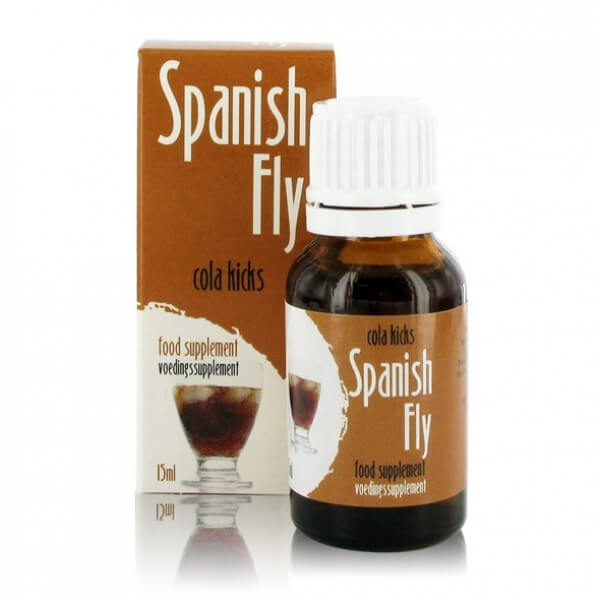 Spanish
Fly
cola kicks
food supplement
voedingssupplement
15ml
cola kicks
Spanish
Fly
food supplement
voedingssupplement